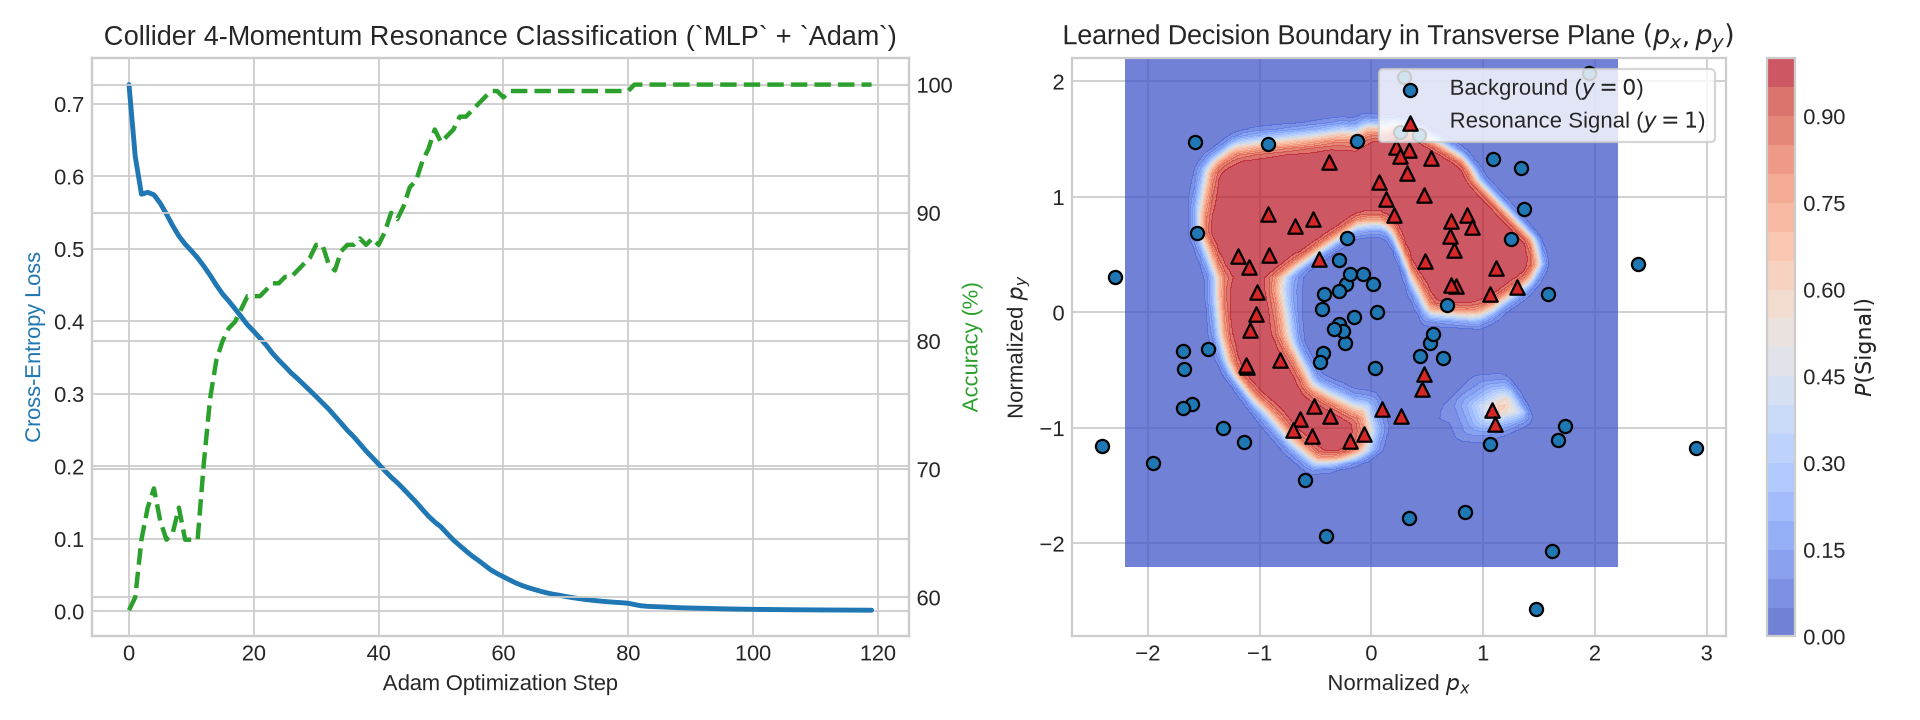 Collider 4-Momentum Resonance Classification (`MLP` + `Adam`)
Cross-Entropy Loss
0.7
0.6
0.5
0.4
0.3
0.2
0.1
0.0
100
90
80
70
60
Accuracy (%)
0 20 40 60 80 100 120
Adam Optimization Step
Learned Decision Boundary in Transverse Plane (pₓ, p_y)
Background (y = 0)
Resonance Signal (y = 1)
Normalized p_y
2
1
0
−1
−2
−2 −1 0 1 2 3
Normalized pₓ
0.90
0.75
0.60
0.45
0.30
0.15
0.00
P(Signal)